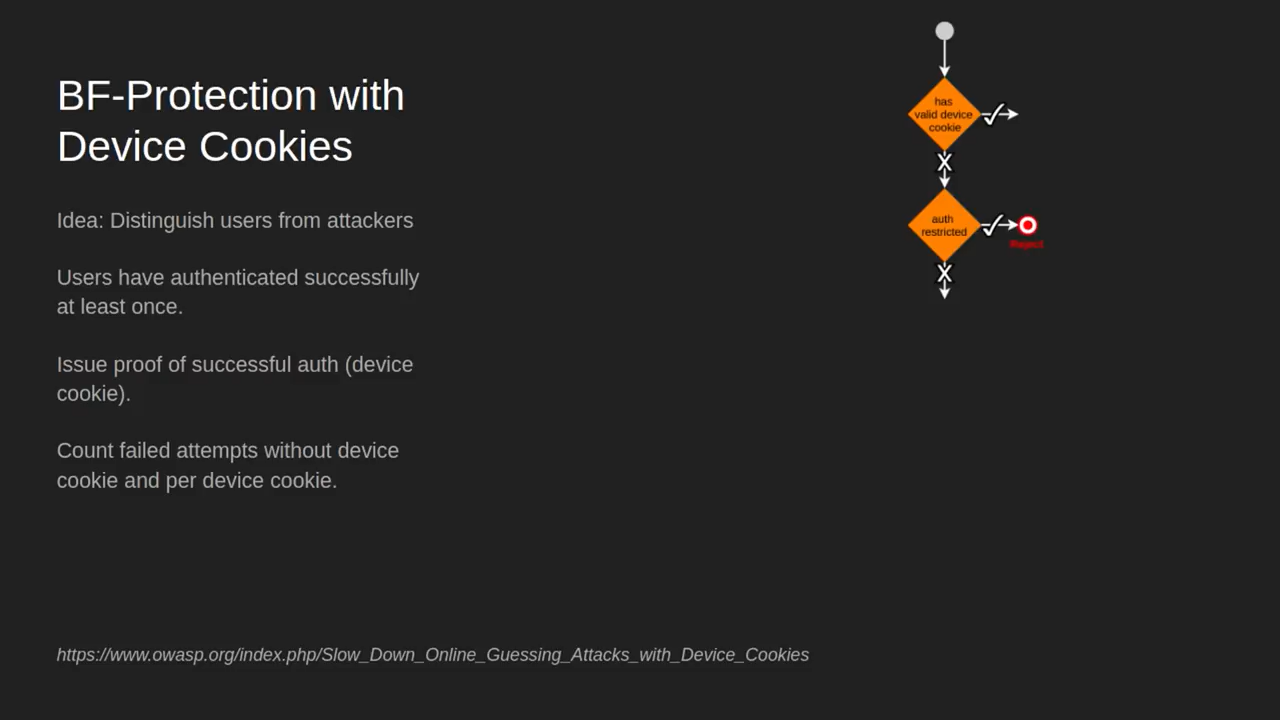 BF-Protection with
Device Cookies
Idea: Distinguish users from attackers
Users have authenticated successfully
at least once.
Issue proof of successful auth (device
cookie).
Count failed attempts without device
cookie and per device cookie.
https://www.owasp.org/index.php/Slow_Down_Online_Guessing_Attacks_with_Device_Cookies
has
valid device
cookie
X
auth
restricted
Reject
X